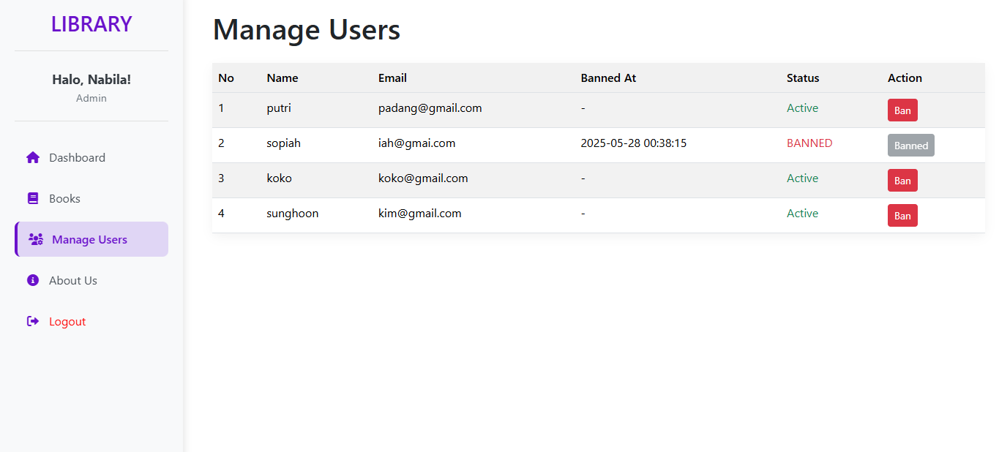 LIBRARY
Halo, Nabila!
Admin
Dashboard
Books
Manage Users
About Us
Logout
Manage Users
No Name Email Banned At Status Action
1 putri padang@gmail.com - Active Ban
2 sopiah iah@gmai.com 2025-05-28 00:38:15 BANNED Banned
3 koko koko@gmail.com - Active Ban
4 sunghoon kim@gmail.com - Active Ban